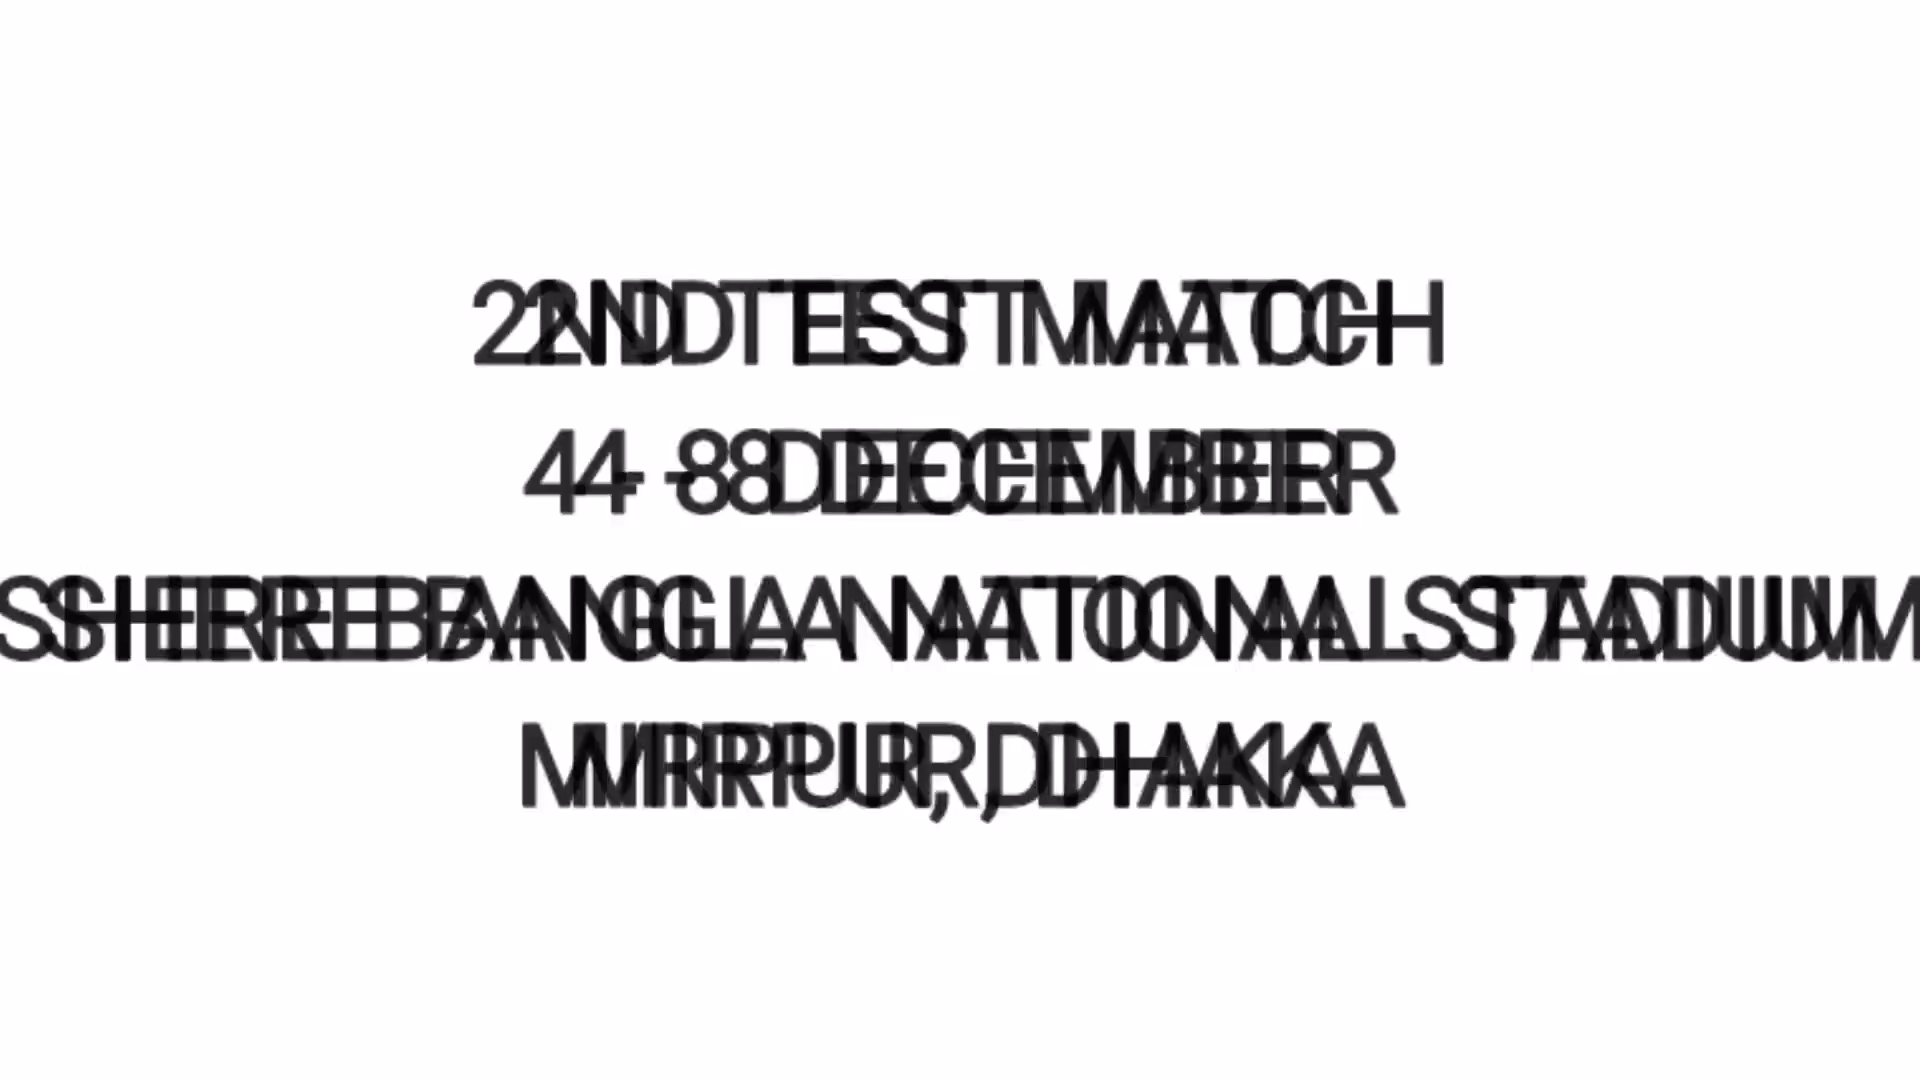 2ND TEST MATCH
4 - 8 DECEMBER
SHERE BANGLA NATIONAL STADIUM
MIRPUR, DHAKA